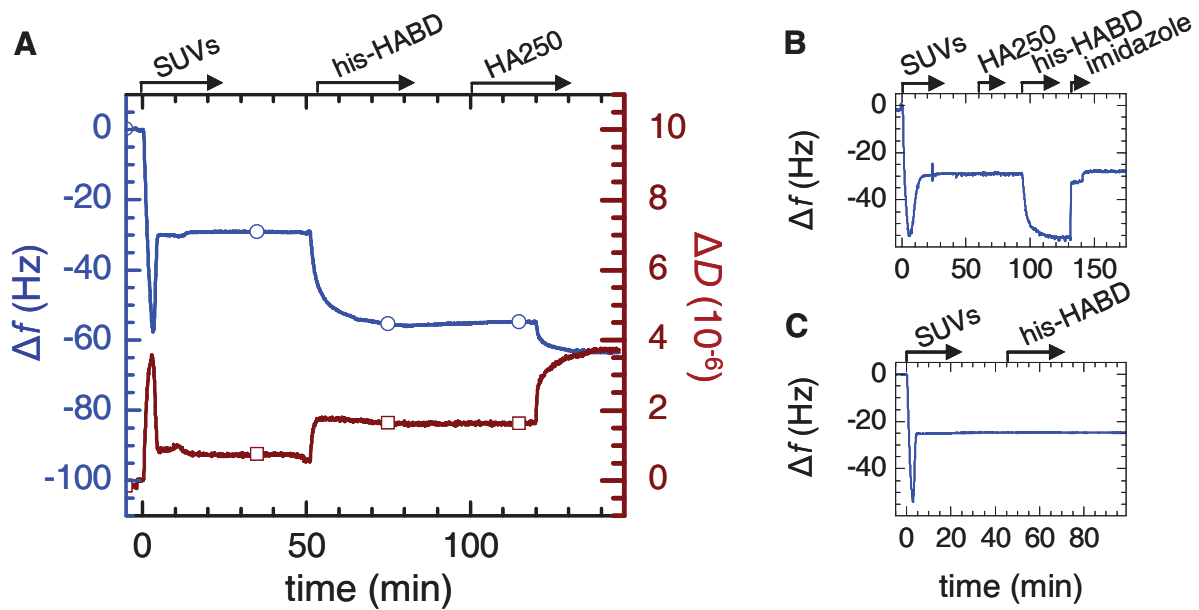 A
SUVs
his-HABD
HA250
0
-20
-40
-60
-80
-100
Δf (Hz)
10
8
6
4
2
0
ΔD (10⁻⁶)
0 50 100
time (min)
B
SUVs
HA250
his-HABD
imidazole
0
-20
-40
Δf (Hz)
0 50 100 150
C
SUVs
his-HABD
0
-20
-40
Δf (Hz)
0 20 40 60 80
time (min)